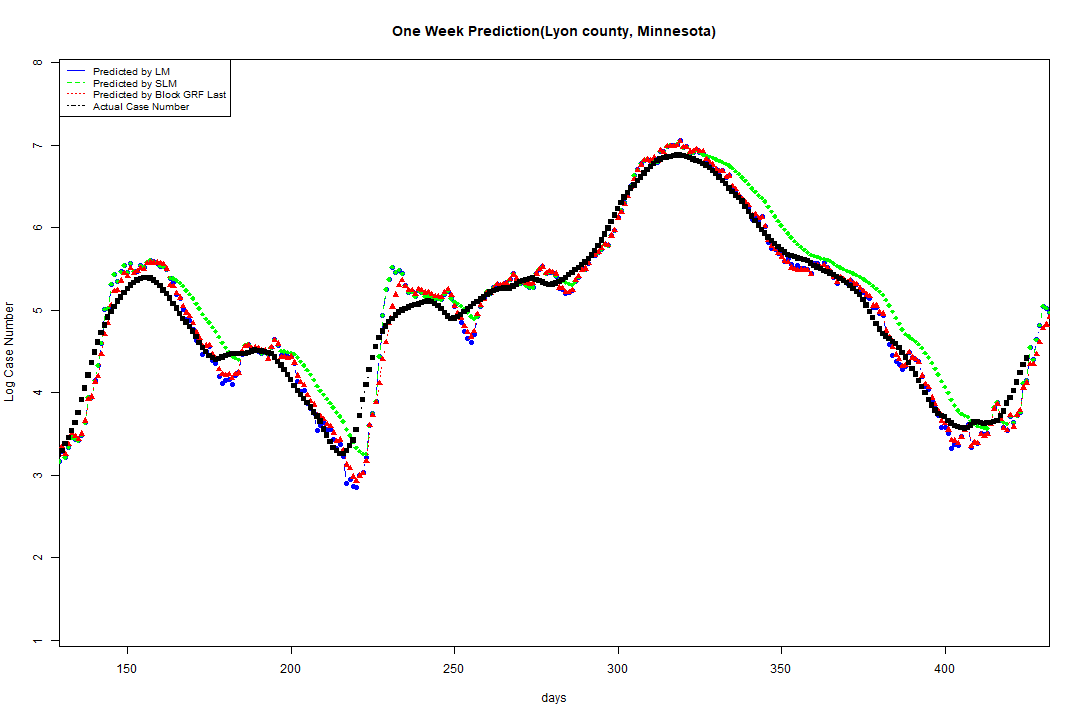 One Week Prediction(Lyon county, Minnesota)
Predicted by LM
Predicted by SLM
Predicted by Block GRF Last
Actual Case Number
8
7
6
5
4
3
2
1
Log Case Number
150 200 250 300 350 400
days